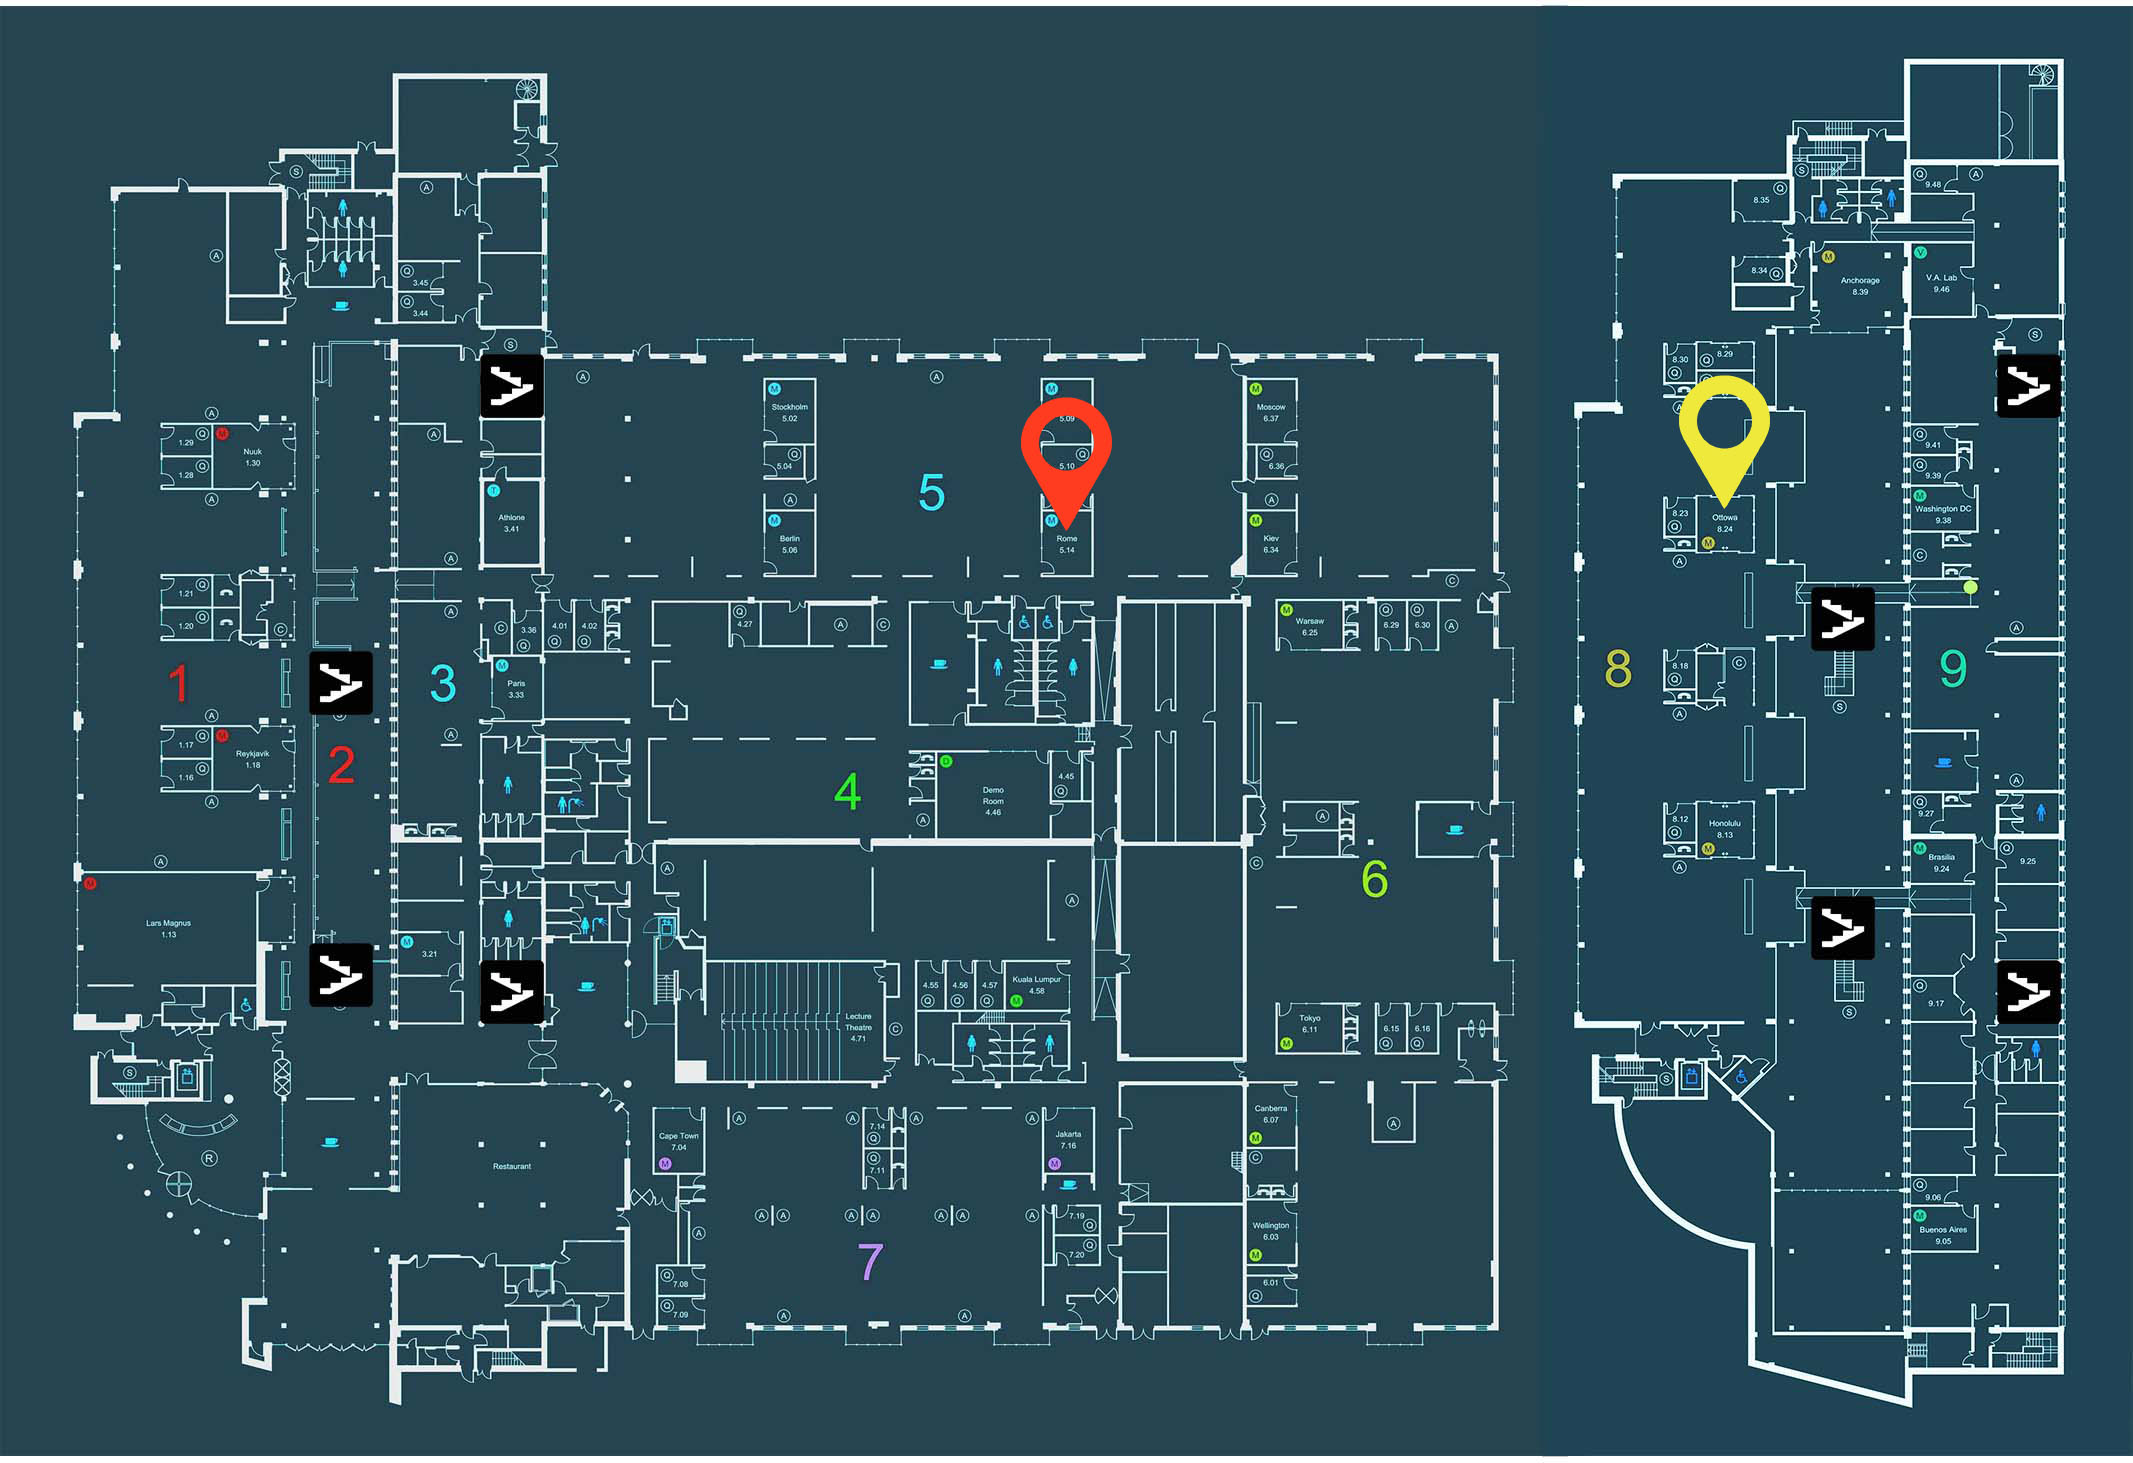 S
A
A
Q
3.45
Q
3.44
S
A
A
M
Stockholm
5.02
M
5.09
M
Moscow
6.37
Q
5.04
Q
5.10
Q
6.36
A
A
M
Berlin
5.06
M
Rome
5.14
M
Kiev
6.34
5
A
A
1.29
Q
M
Nuuk
1.30
1.28
Q
A
T
Athlone
3.41
A
C
1.21
Q
1.20
Q
C
A
C
3.36
Q
4.01
Q
4.02
Q
Q
4.27
A
C
M
Warsaw
6.25
6.29
Q
6.30
Q
A
1
3
M
Paris
3.33
A
A
1.17
Q
M
Reykjavik
1.18
1.16
Q
A
2
4
D
Demo
Room
4.46
4.45
Q
A
A
C
6
A
M
Lars Magnus
1.13
M
3.21
A
A
Lecture
Theatre
4.71
C
4.55
Q
4.56
Q
4.57
Q
Kuala Lumpur
4.58
M
M
Tokyo
6.11
M
6.15
Q
6.16
Q
S
R
Restaurant
Cape Town
7.04
M
A
A
7.14
Q
7.11
Q
A
A
Jakarta
7.16
M
Canberra
6.07
M
C
A
A
A
A
A
A
A
A
A
7.19
Q
7.20
Q
Wellington
6.03
M
7
Q
7.08
Q
7.09
A
A
6.01
Q
S
Q
8.35
Q
9.48
A
8.34
Q
M
Anchorage
8.39
V
V.A. Lab
9.46
S
8.30
Q
8.29
Q
A
Q
9.41
Q
9.39
8.23
Q
Ottowa
8.24
M
A
M
Washington DC
9.38
C
A
8
8.18
Q
C
A
S
9
A
Q
9.27
8.12
Q
Honolulu
8.13
M
A
M
Brasilia
9.24
Q
9.25
Q
9.17
S
S
Q
9.06
M
Buenos Aires
9.05